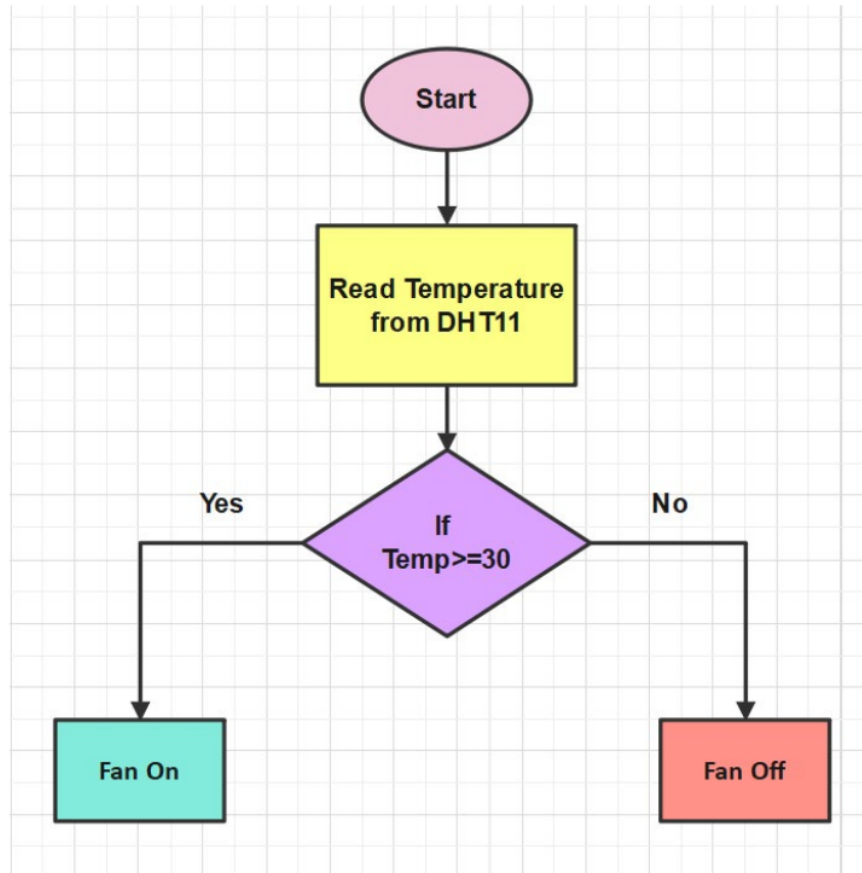 Start
Read Temperature
from DHT11
Yes
No
If
Temp>=30
Fan On
Fan Off